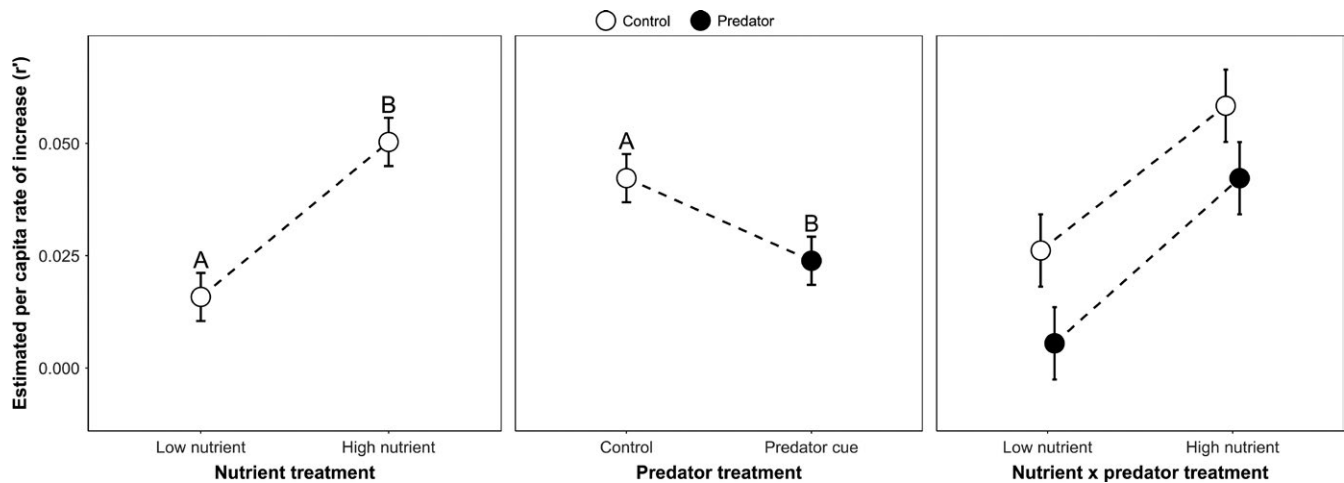 Control Predator
Estimated per capita rate of increase (r')
0.050
0.025
0.000
A
B
Low nutrient High nutrient
Nutrient treatment
A
B
Control Predator cue
Predator treatment
Low nutrient High nutrient
Nutrient x predator treatment